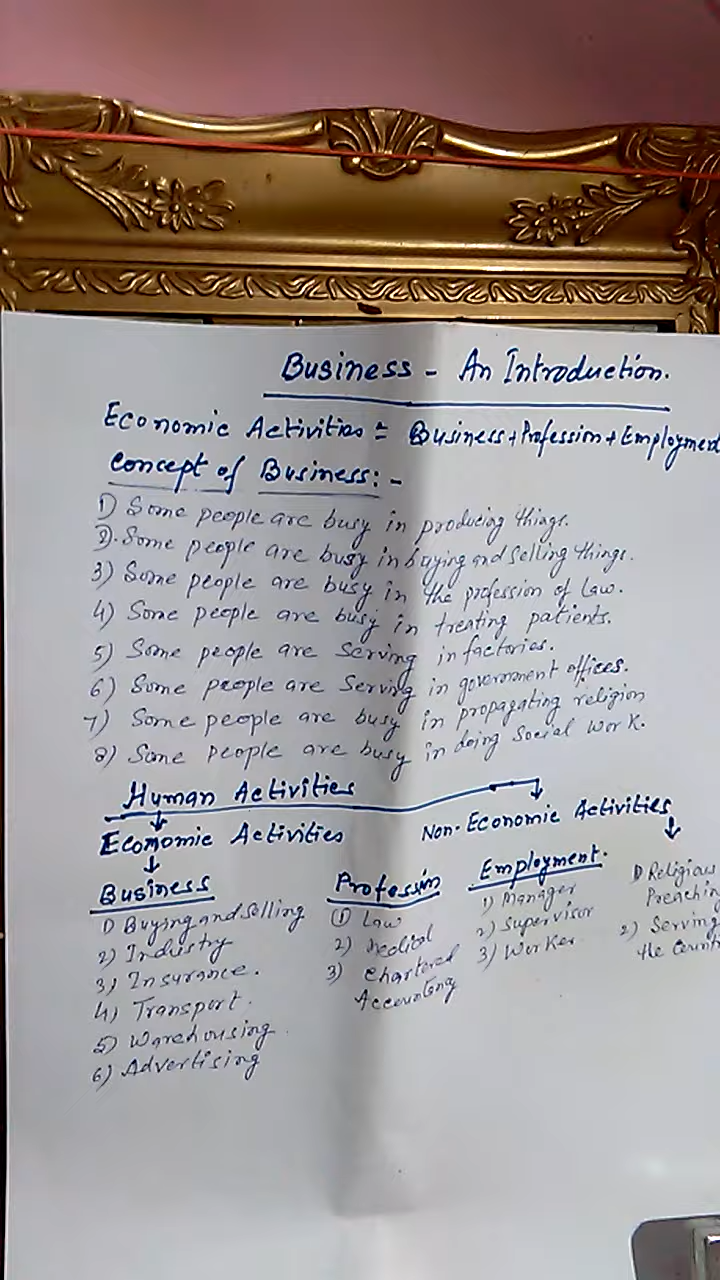 Business - An Introduction.
Economic Activities = Business + Profession + Employment
Concept of Business: -
1) Some people are busy in producing things.
2). Some people are busy in buying and selling things.
3) Some people are busy in the profession of Law.
4) Some people are busy in treating patients.
5) Some people are serving in factories.
6) Some people are serving in government offices.
7) Some people are busy in propagating religion
8) Some people are busy in doing Social work.
Human Activities
Economic Activities Non-Economic Activities
Business Profession Employment.
1) Buying and Selling
2) Industry
3) Insurance.
4) Transport.
5) Warehousing
6) Advertising
1) Law
2) Medical
3) Chartered
Accounting
1) Manager
2) Supervisor
3) Worker
1) Religious
Preaching
2) Serving
the